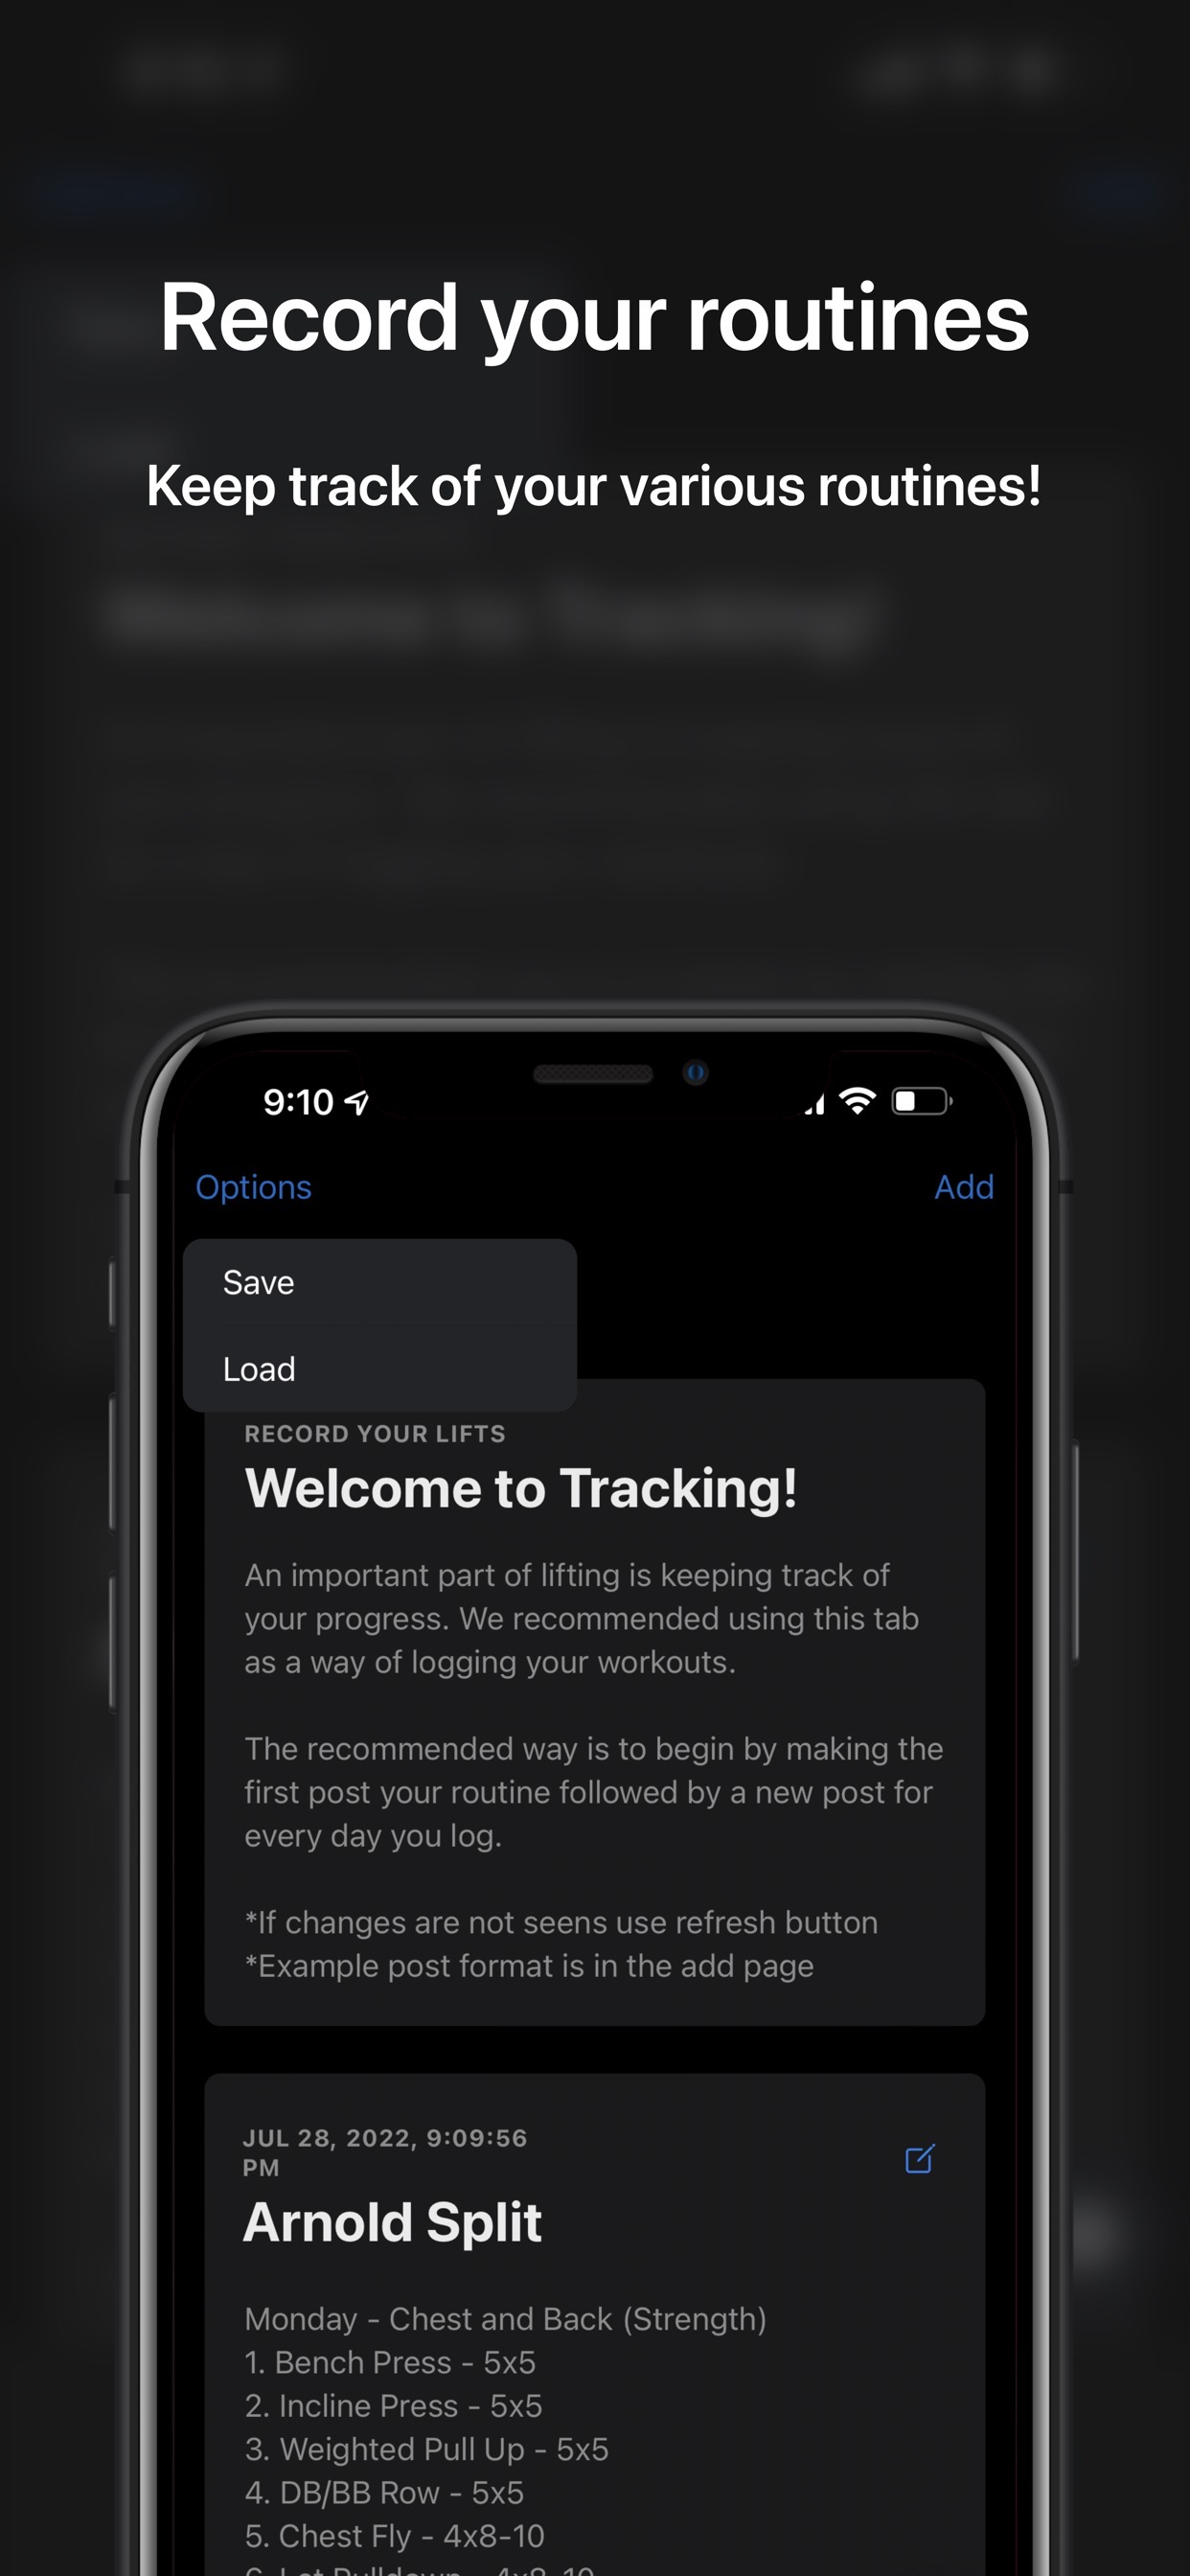 Record your routines
Keep track of your various routines!
9:10
Options
Add
Save
Load
RECORD YOUR LIFTS
Welcome to Tracking!
An important part of lifting is keeping track of
your progress. We recommended using this tab
as a way of logging your workouts.
The recommended way is to begin by making the
first post your routine followed by a new post for
every day you log.
*If changes are not seens use refresh button
*Example post format is in the add page
JUL 28, 2022, 9:09:56
PM
Arnold Split
Monday - Chest and Back (Strength)
1. Bench Press - 5x5
2. Incline Press - 5x5
3. Weighted Pull Up - 5x5
4. DB/BB Row - 5x5
5. Chest Fly - 4x8-10
6. Lat Pulldown - 4x8-10